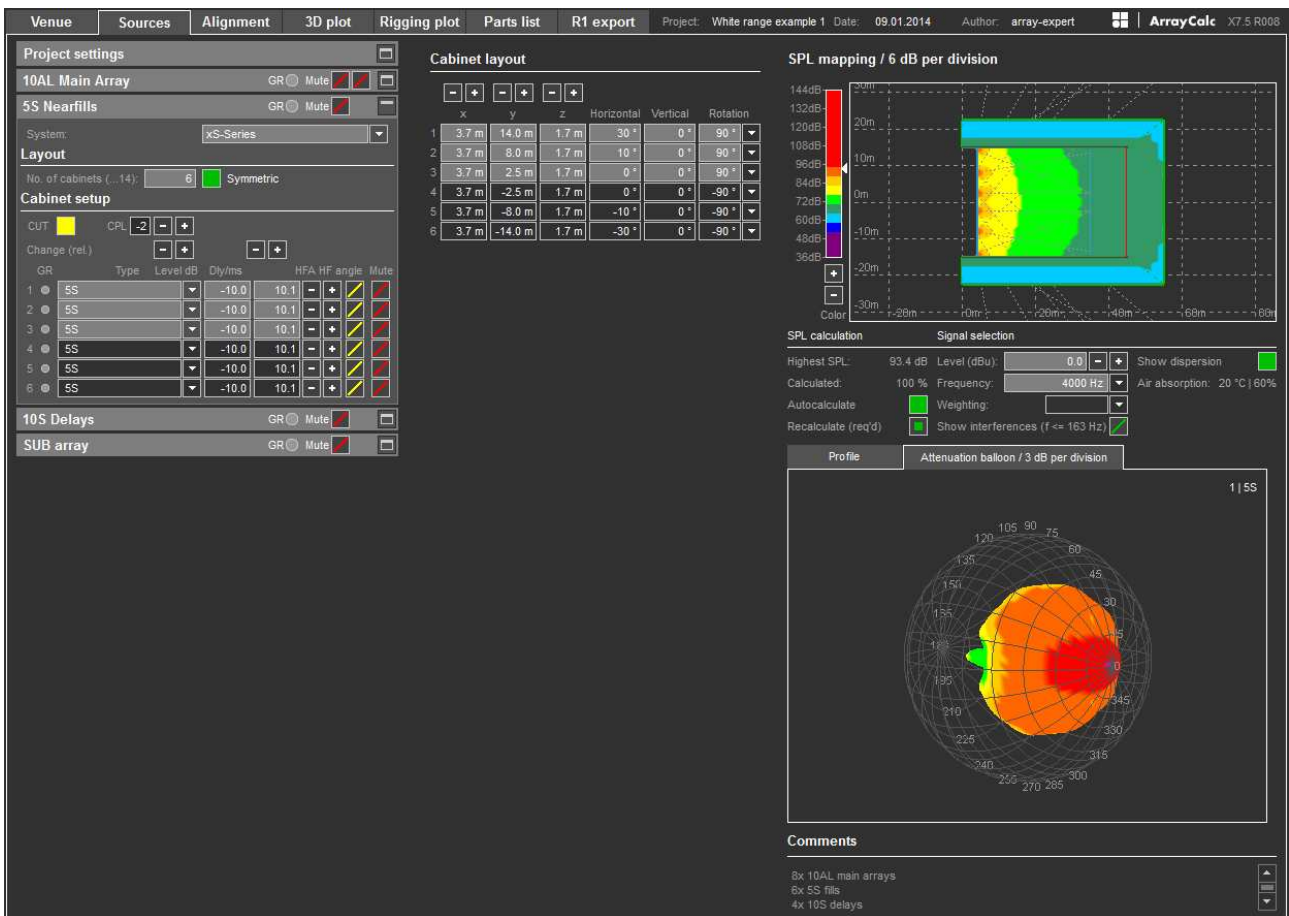 Venue Sources Alignment 3D plot Rigging plot Parts list R1 export Project: White range example 1 Date: 09.01.2014 Author: array-expert ArrayCalc X7.5 R008
Project settings
10AL Main Array GR Mute
5S Nearfills GR Mute
System: xS-Series
Layout
No. of cabinets (...14): 6 Symmetric
Cabinet setup
CUT CPL -2 - +
Change (rel.) - + - +
GR Type Level dB Dly/ms HFA HF angle Mute
1 5S -10.0 10.1 - +
2 5S -10.0 10.1 - +
3 5S -10.0 10.1 - +
4 5S -10.0 10.1 - +
5 5S -10.0 10.1 - +
6 5S -10.0 10.1 - +
10S Delays GR Mute
SUB array GR Mute
Cabinet layout
- + - + - +
x y z Horizontal Vertical Rotation
1 3.7 m 14.0 m 1.7 m 30 ° 0 ° 90 °
2 3.7 m 8.0 m 1.7 m 10 ° 0 ° 90 °
3 3.7 m 2.5 m 1.7 m 0 ° 0 ° 90 °
4 3.7 m -2.5 m 1.7 m 0 ° 0 ° -90 °
5 3.7 m -8.0 m 1.7 m -10 ° 0 ° -90 °
6 3.7 m -14.0 m 1.7 m -30 ° 0 ° -90 °
SPL mapping / 6 dB per division
144dB
132dB
120dB
108dB
96dB
84dB
72dB
60dB
48dB
36dB
+
-
Color
30m
20m
10m
0m
-10m
-20m
-30m
-20m 0m 20m 40m 60m 80m
SPL calculation Signal selection
Highest SPL: 93.4 dB Level (dBu): 0.0 - + Show dispersion
Calculated: 100 % Frequency: 4000 Hz Air absorption: 20 °C | 60%
Autocalculate Weighting:
Recalculate (req'd) Show interferences (f <= 163 Hz)
Profile Attenuation balloon / 3 dB per division
1 | 5S
105 90 75
120 60
135 45
150 30
165 15
180 0
195 345
210 330
225 315
240 300
255 270 285
Comments
8x 10AL main arrays
6x 5S fills
4x 10S delays